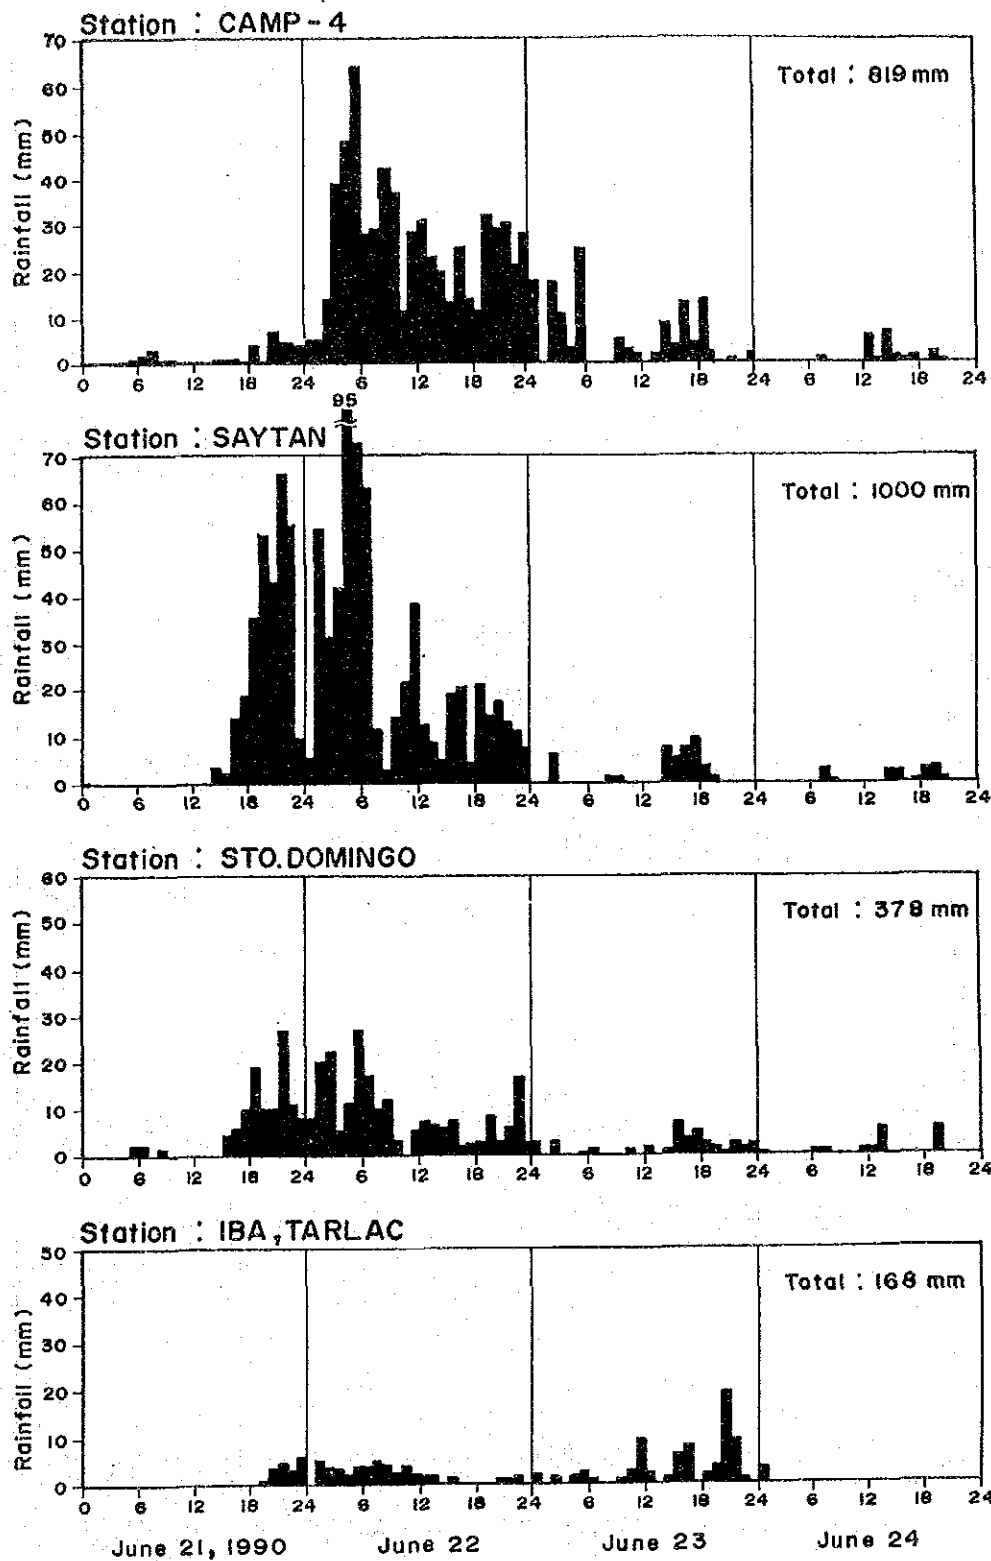 Station : CAMP-4
70
60
50
40
30
20
10
0
Rainfall (mm)
Total : 819 mm
0 6 12 18 24 6 12 18 24 6 12 18 24 6 12 18 24
95
Station : SAYTAN
70
60
50
40
30
20
10
0
Rainfall (mm)
Total : 1000 mm
0 6 12 18 24 6 12 18 24 6 12 18 24 6 12 18 24
Station : STO.DOMINGO
60
50
40
30
20
10
0
Rainfall (mm)
Total : 378 mm
0 6 12 18 24 6 12 18 24 6 12 18 24 6 12 18 24
Station : IBA, TARLAC
50
40
30
20
10
0
Rainfall (mm)
Total : 168 mm
0 6 12 18 24 6 12 18 24 6 12 18 24 6 12 18 24
June 21, 1990 June 22 June 23 June 24